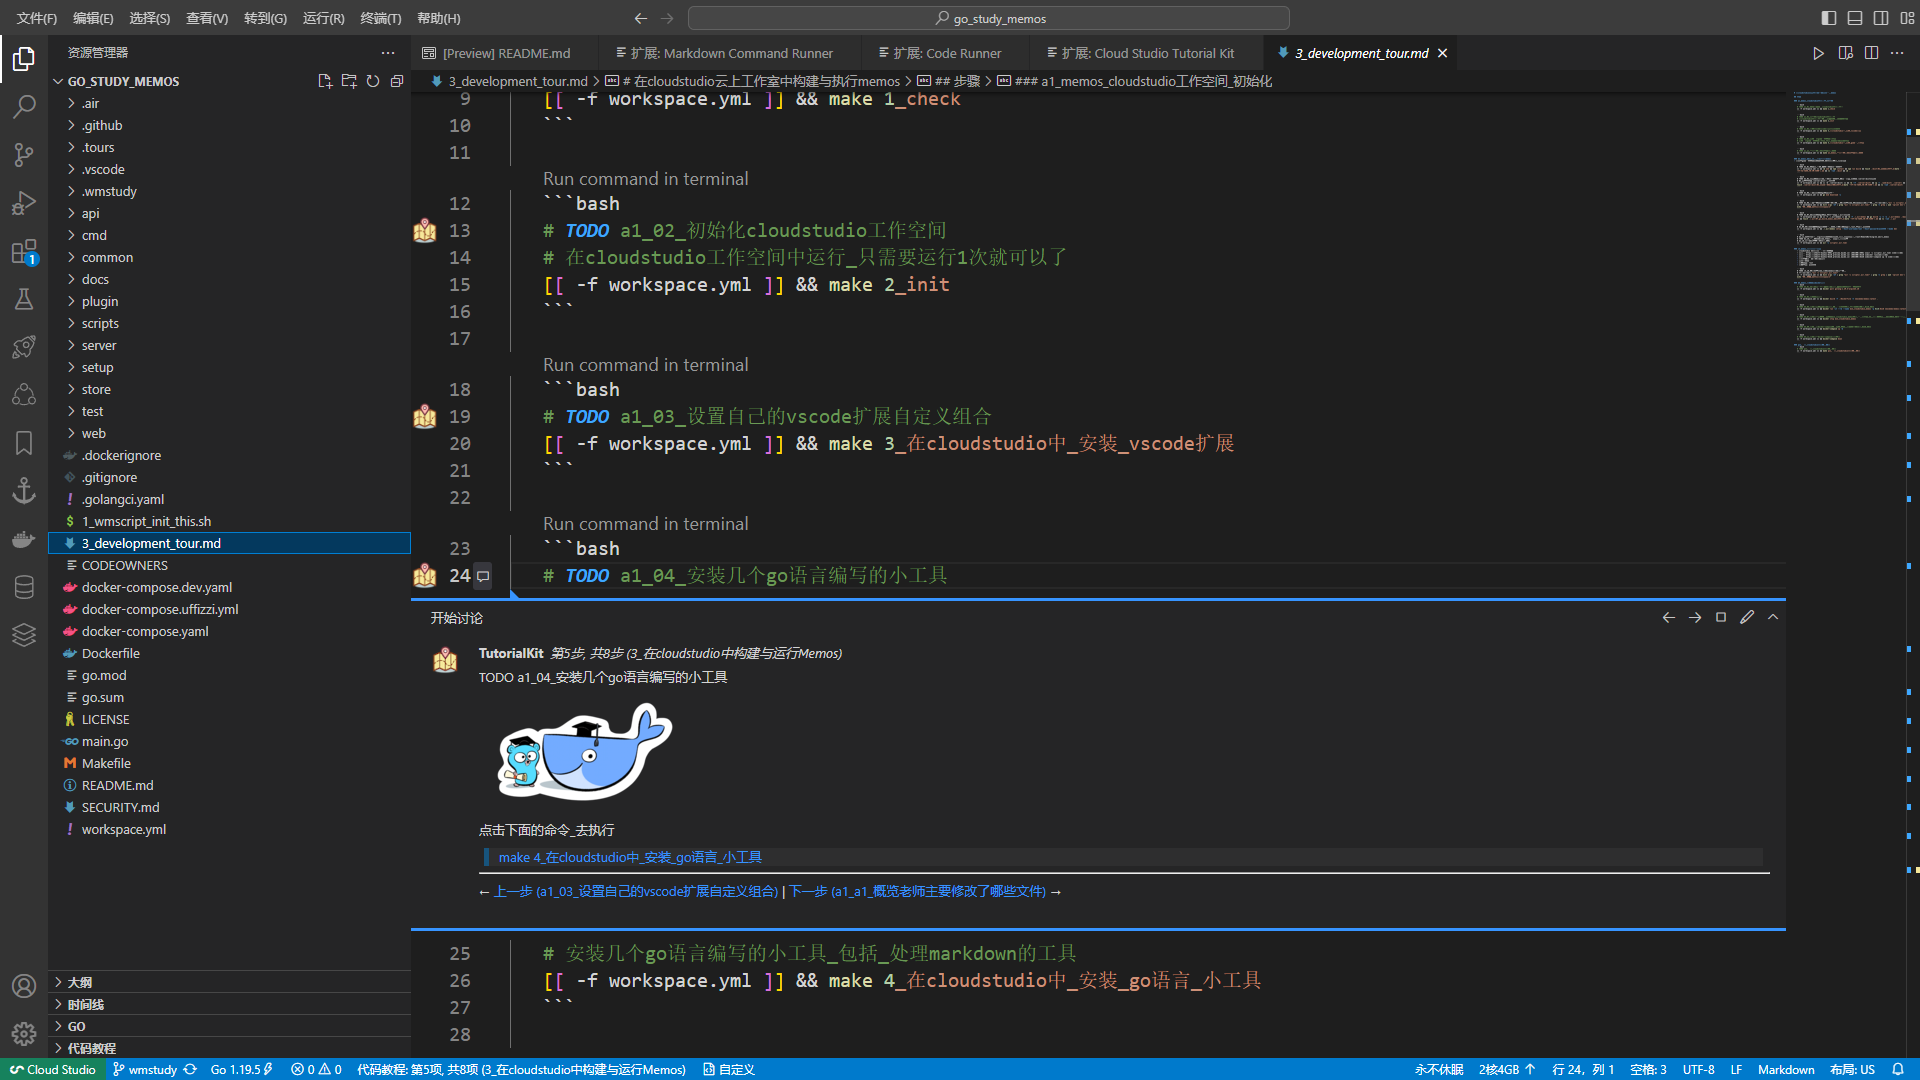 文件(F) 编辑(E) 选择(S) 查看(V) 转到(G) 运行(R) 终端(T) 帮助(H) go_study_memos
资源管理器
[Preview] README.md 扩展: Markdown Command Runner 扩展: Code Runner 扩展: Cloud Studio Tutorial Kit 3_development_tour.md
3_development_tour.md > # 在cloudstudio云上工作室中构建与执行memos > ## 步骤 > ### a1_memos_cloudstudio工作空间_初始化
GO_STUDY_MEMOS
.air
.github
.tours
.vscode
.wmstudy
api
cmd
common
docs
plugin
scripts
server
setup
store
test
web
.dockerignore
.gitignore
.golangci.yaml
1_wmscript_init_this.sh
3_development_tour.md
CODEOWNERS
docker-compose.dev.yaml
docker-compose.uffizzi.yml
docker-compose.yaml
Dockerfile
go.mod
go.sum
LICENSE
main.go
Makefile
README.md
SECURITY.md
workspace.yml
大纲
时间线
GO
代码教程
1
9 [[ -f workspace.yml ]] && make 1_check
10 ```
11
Run command in terminal
12 ```bash
13 # TODO a1_02_初始化cloudstudio工作空间
14 # 在cloudstudio工作空间中运行_只需要运行1次就可以了
15 [[ -f workspace.yml ]] && make 2_init
16 ```
17
Run command in terminal
18 ```bash
19 # TODO a1_03_设置自己的vscode扩展自定义组合
20 [[ -f workspace.yml ]] && make 3_在cloudstudio中_安装_vscode扩展
21 ```
22
Run command in terminal
23 ```bash
24 # TODO a1_04_安装几个go语言编写的小工具
开始讨论
TutorialKit 第5步, 共8步 (3_在cloudstudio中构建与运行Memos)
TODO a1_04_安装几个go语言编写的小工具
点击下面的命令_去执行
make 4_在cloudstudio中_安装_go语言_小工具
← 上一步 (a1_03_设置自己的vscode扩展自定义组合) | 下一步 (a1_a1_概览老师主要修改了哪些文件) →
25 # 安装几个go语言编写的小工具_包括_处理markdown的工具
26 [[ -f workspace.yml ]] && make 4_在cloudstudio中_安装_go语言_小工具
27 ```
28
Cloud Studio wmstudy Go 1.19.5 0 0 代码教程: 第5项, 共8项 (3_在cloudstudio中构建与运行Memos) 自定义 永不休眠 2核4GB 行 24，列 1 空格: 3 UTF-8 LF Markdown 布局: US